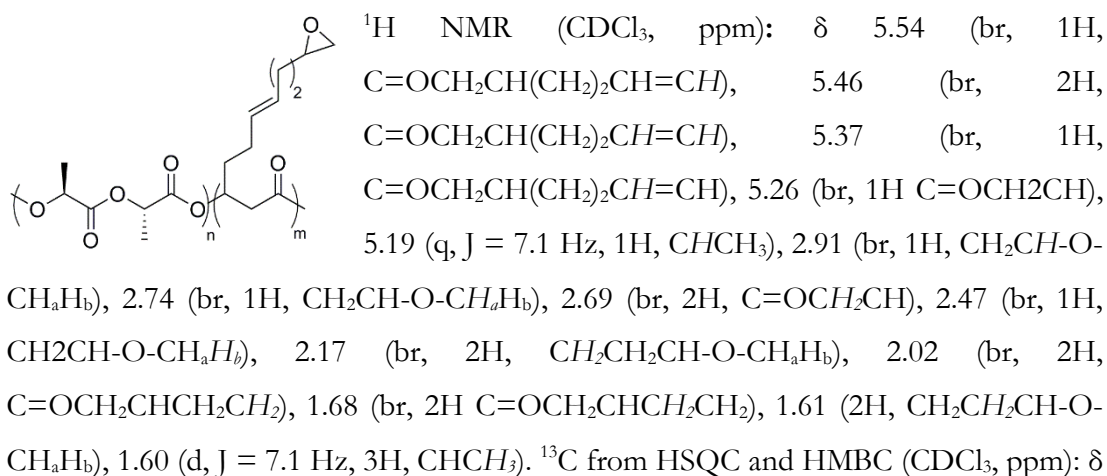 ¹H NMR (CDCl₃, ppm): δ 5.54 (br, 1H,
C=OCH₂CH(CH₂)₂CH=CH), 5.46 (br, 2H,
C=OCH₂CH(CH₂)₂CH=CH), 5.37 (br, 1H,
C=OCH₂CH(CH₂)₂CH=CH), 5.26 (br, 1H C=OCH2CH),
5.19 (q, J = 7.1 Hz, 1H, CHCH₃), 2.91 (br, 1H, CH₂CH-O-
CHₐH_b), 2.74 (br, 1H, CH₂CH-O-CHₐH_b), 2.69 (br, 2H, C=OCH₂CH), 2.47 (br, 1H,
CH2CH-O-CHₐH_b), 2.17 (br, 2H, CH₂CH₂CH-O-CHₐH_b), 2.02 (br, 2H,
C=OCH₂CHCH₂CH₂), 1.68 (br, 2H C=OCH₂CHCH₂CH₂), 1.61 (2H, CH₂CH₂CH-O-
CHₐH_b), 1.60 (d, J = 7.1 Hz, 3H, CHCH₃). ¹³C from HSQC and HMBC (CDCl₃, ppm): δ
O
2
O
O
O
O
O
O
n
m